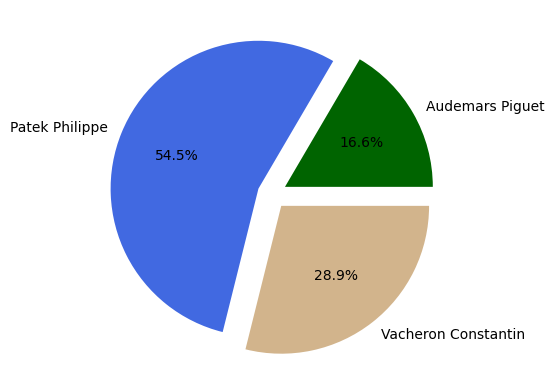 Audemars Piguet
Patek Philippe
16.6%
54.5%
28.9%
Vacheron Constantin